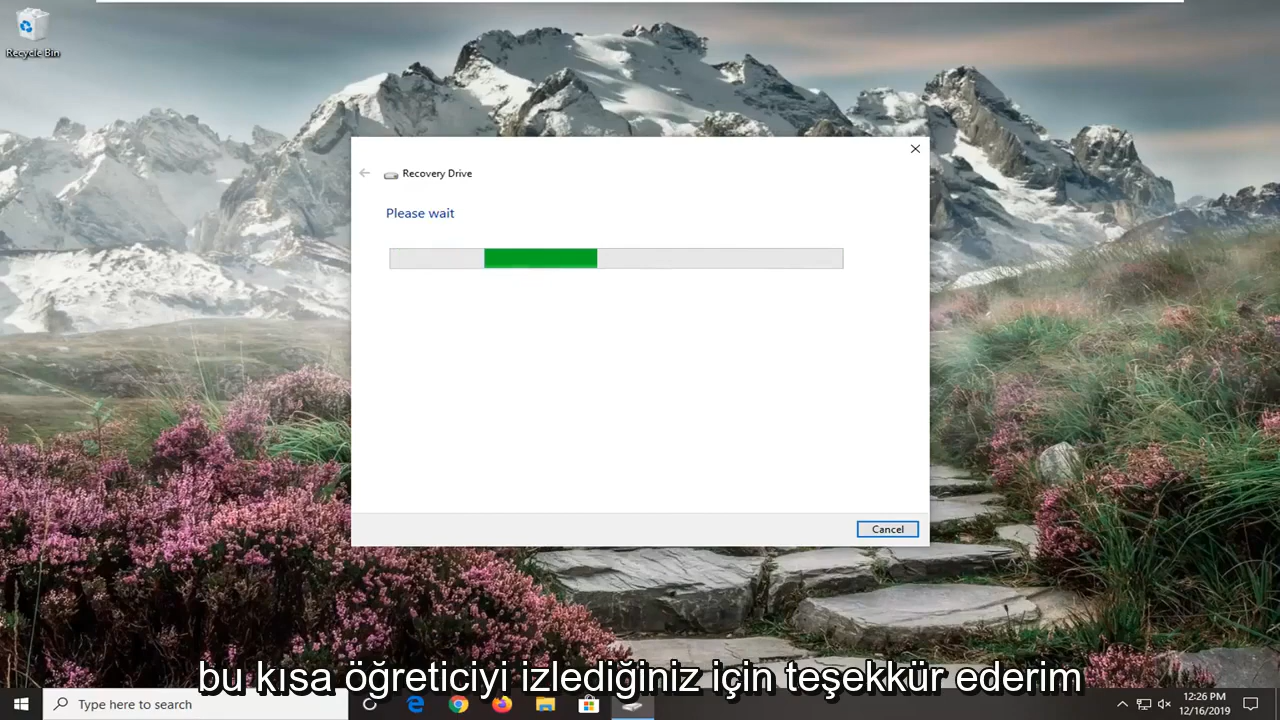 Recycle Bin
Recovery Drive
Please wait
Cancel
bu kısa öğreticiyi izlediğiniz için teşekkür ederim
Type here to search
12:26 PM
12/16/2019